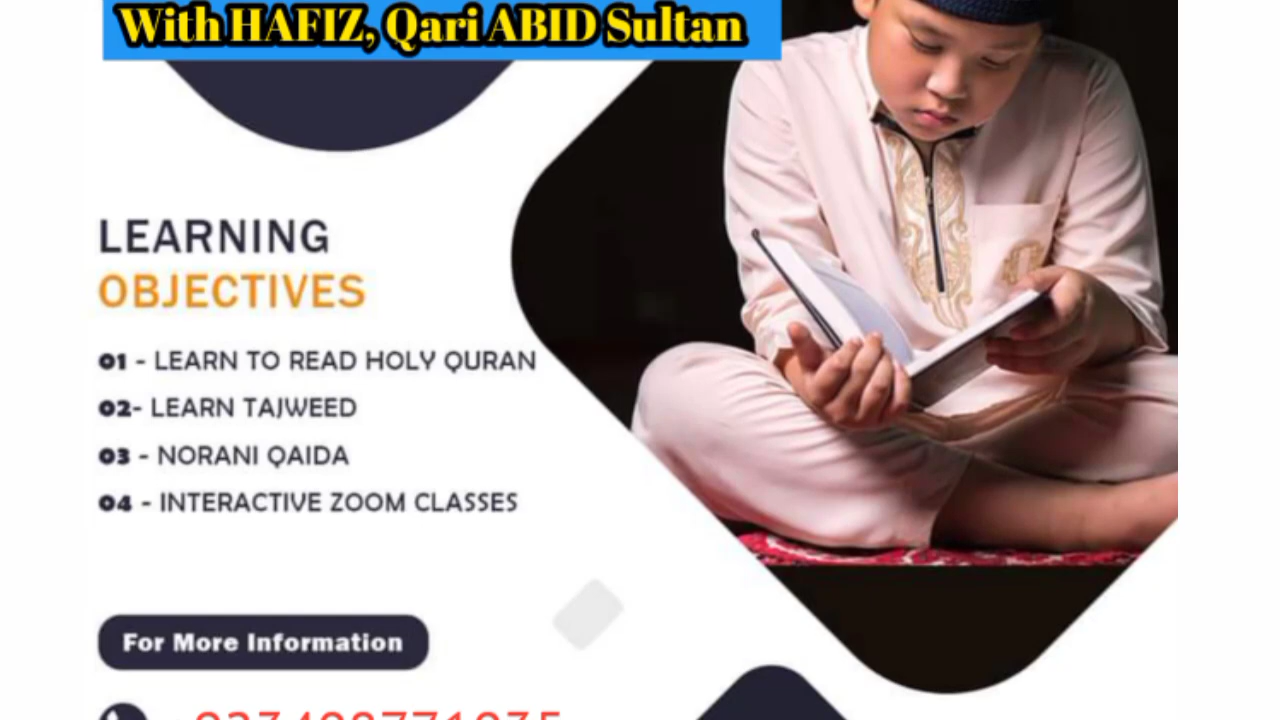 With HAFIZ, Qari ABID Sultan
LEARNING
OBJECTIVES
01 - LEARN TO READ HOLY QURAN
02- LEARN TAJWEED
03 - NORANI QAIDA
04 - INTERACTIVE ZOOM CLASSES
For More Information